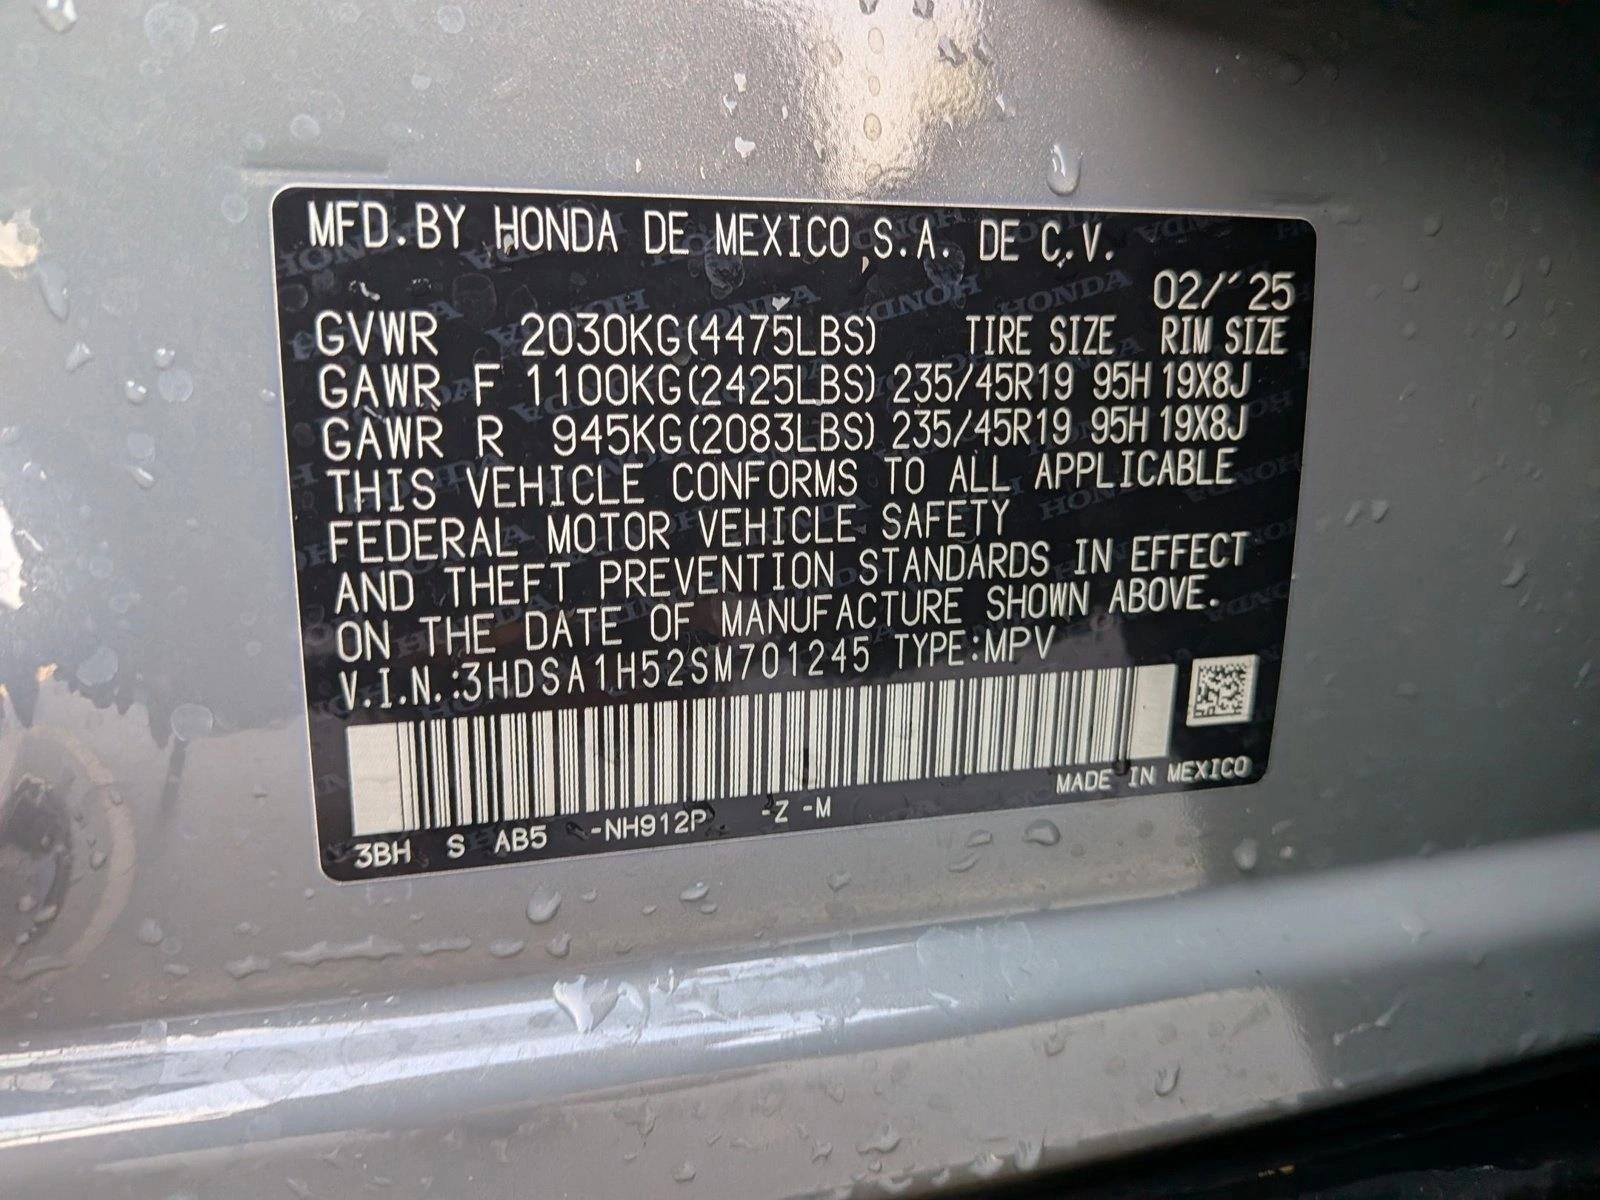 MFD.BY HONDA DE MEXICO S.A. DE C.V.
02/'25
GVWR 2030KG(4475LBS) TIRE SIZE RIM SIZE
GAWR F 1100KG(2425LBS) 235/45R19 95H 19X8J
GAWR R 945KG(2083LBS) 235/45R19 95H 19X8J
THIS VEHICLE CONFORMS TO ALL APPLICABLE
FEDERAL MOTOR VEHICLE SAFETY
AND THEFT PREVENTION STANDARDS IN EFFECT
ON THE DATE OF MANUFACTURE SHOWN ABOVE.
V.I.N.:3HDSA1H52SM701245 TYPE:MPV
MADE IN MEXICO
3BH S AB5 -NH912P -Z -M